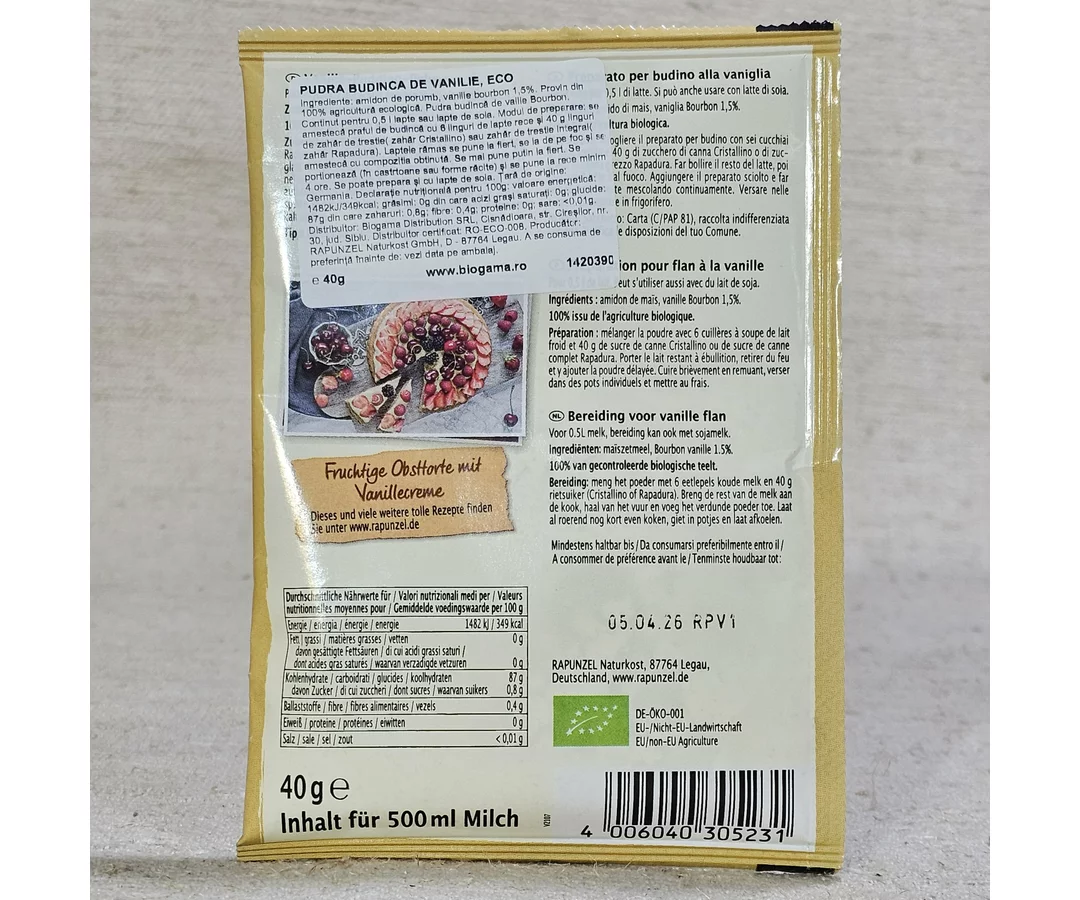 PUDRA BUDINCA DE VANILIE, ECO
Ingrediente: amidon de porumb, vanilie bourbon 1,5%. Provin din
100% agricultură ecologică. Pudra budincă de vailie Bourbon.
Continut pentru 0,5 l lapte sau lapte de soia. Modul de preperare: se
amestecă praful de budincă cu 6 linguri de lapte rece și 40 g linguri
de zahăr de trestie( zahăr Cristallino) sau zahăr de trestie Integral(
zahăr Rapadura). Laptele rămas se pune la fiert, se ia de pe foc și se
amestecă cu compozitia obtinută. Se mai pune putin la fiert. Se
portionează (în castroane sau forme răcite) și se pune la rece minim
4 ore. Se poate prepara și cu lapte de soia. Țară de origine:
Germania. Declarație nutrițională pentru 100g: valoare energetică:
1482kJ/349kcal; grăsimi: 0g din care acizi grași saturați: 0g; glucide:
87g din care zaharuri: 0,8g; fibre: 0,4g; proteine: 0g; sare: <0,01g.
Distribuitor: Biogama Distribution SRL, Cisnădioara, str. Cireșilor, nr.
30, jud. Sibiu. Distribuitor certificat: RO-ECO-008. Producător:
RAPUNZEL Naturkost GmbH, D - 87764 Legau. A se consuma de
preferință înainte de: vezi data pe ambalaj.
e 40g
www.biogama.ro
1420390
Fruchtige Obsttorte mit
Vanillecreme
Dieses und viele weitere tolle Rezepte finden
Sie unter www.rapunzel.de
Durchschnittliche Nährwerte für / Valori nutrizionali medi per / Valeurs
nutritionnelles moyennes pour / Gemiddelde voedingswaarde per 100 g
Energie / energia / énergie / energie 1482 kJ / 349 kcal
Fett / grassi / matières grasses / vetten 0 g
davon gesättigte Fettsäuren / di cui acidi grassi saturi /
dont acides gras saturés / waarvan verzadigde vetzuren 0 g
Kohlenhydrate / carboidrati / glucides / koolhydraten 87 g
davon Zucker / di cui zuccheri / dont sucres / waarvan suikers 0,8 g
Ballaststoffe / fibre / fibres alimentaires / vezels 0,4 g
Eiweiß / proteine / protéines / eiwitten 0 g
Salz / sale / sel / zout < 0,01 g
40 g e
Inhalt für 500 ml Milch
ato per budino alla vaniglia
0,5 l di latte. Si può anche usare con latte di soia.
ido di mais, vaniglia Bourbon 1,5%.
ltura biologica.
ogliere il preparato per budino con sei cucchiai
40 g di zucchero di canna Cristallino o di zuc-
ezzo Rapadura. Far bollire il resto del latte, poi
al fuoco. Aggiungere il preparato sciolto e far
te mescolando continuamente. Versare nelle
e in frigorifero.
o: Carta (C/PAP 81), raccolta indifferenziata
e disposizioni del tuo Comune.
ion pour flan à la vanille
eut s'utiliser aussi avec du lait de soja.
Ingrédients : amidon de maïs, vanille Bourbon 1,5%.
100% issu de l'agriculture biologique.
Préparation : mélanger la poudre avec 6 cuillères à soupe de lait
froid et 40 g de sucre de canne Cristallino ou de sucre de canne
complet Rapadura. Porter le lait restant à ébullition, retirer du feu
et y ajouter la poudre délayée. Cuire brièvement en remuant, verser
dans des pots individuels et mettre au frais.
NL Bereiding voor vanille flan
Voor 0.5L melk, bereiding kan ook met sojamelk.
Ingrediënten: maïszetmeel, Bourbon vanille 1.5%.
100% van gecontroleerde biologische teelt.
Bereiding: meng het poeder met 6 eetlepels koude melk en 40 g
rietsuiker (Cristallino of Rapadura). Breng de rest van de melk aan
de kook, haal van het vuur en voeg het verdunde poeder toe. Laat
al roerend nog kort even koken, giet in potjes en laat afkoelen.
Mindestens haltbar bis / Da consumarsi preferibilmente entro il /
A consommer de préférence avant le / Tenminste houdbaar tot:
05.04.26 RPV1
RAPUNZEL Naturkost, 87764 Legau,
Deutschland, www.rapunzel.de
DE-ÖKO-001
EU-/Nicht-EU-Landwirtschaft
EU/non-EU Agriculture
4 006040 305231